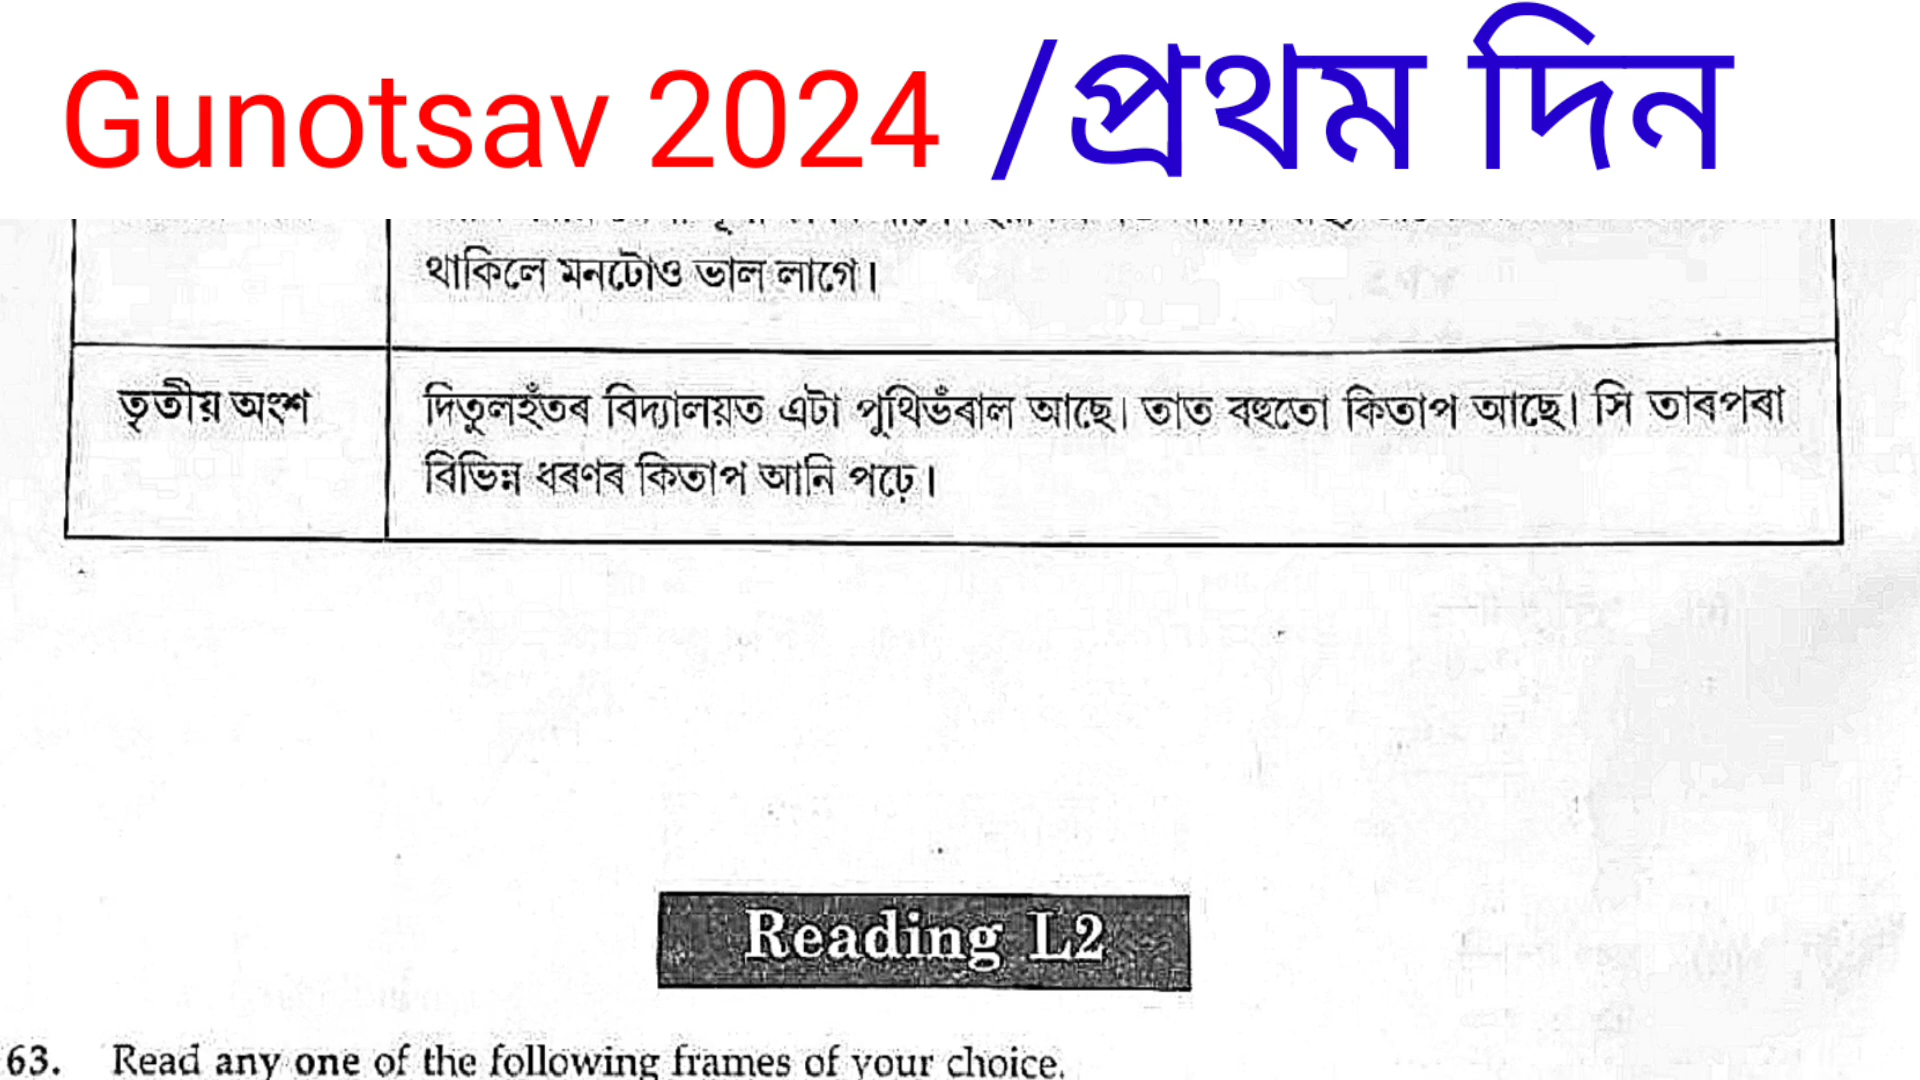 Gunotsav 2024 /প্ৰথম দিন
থাকিলে মনটোও ভাল লাগে।
তৃতীয় অংশ
দিতুলহঁতৰ বিদ্যালয়ত এটা পুথিভঁৰাল আছে। তাত বহুতো কিতাপ আছে। সি তাৰপৰা
বিভিন্ন ধৰণৰ কিতাপ আনি পঢ়ে।
Reading L2
63. Read any one of the following frames of your choice.